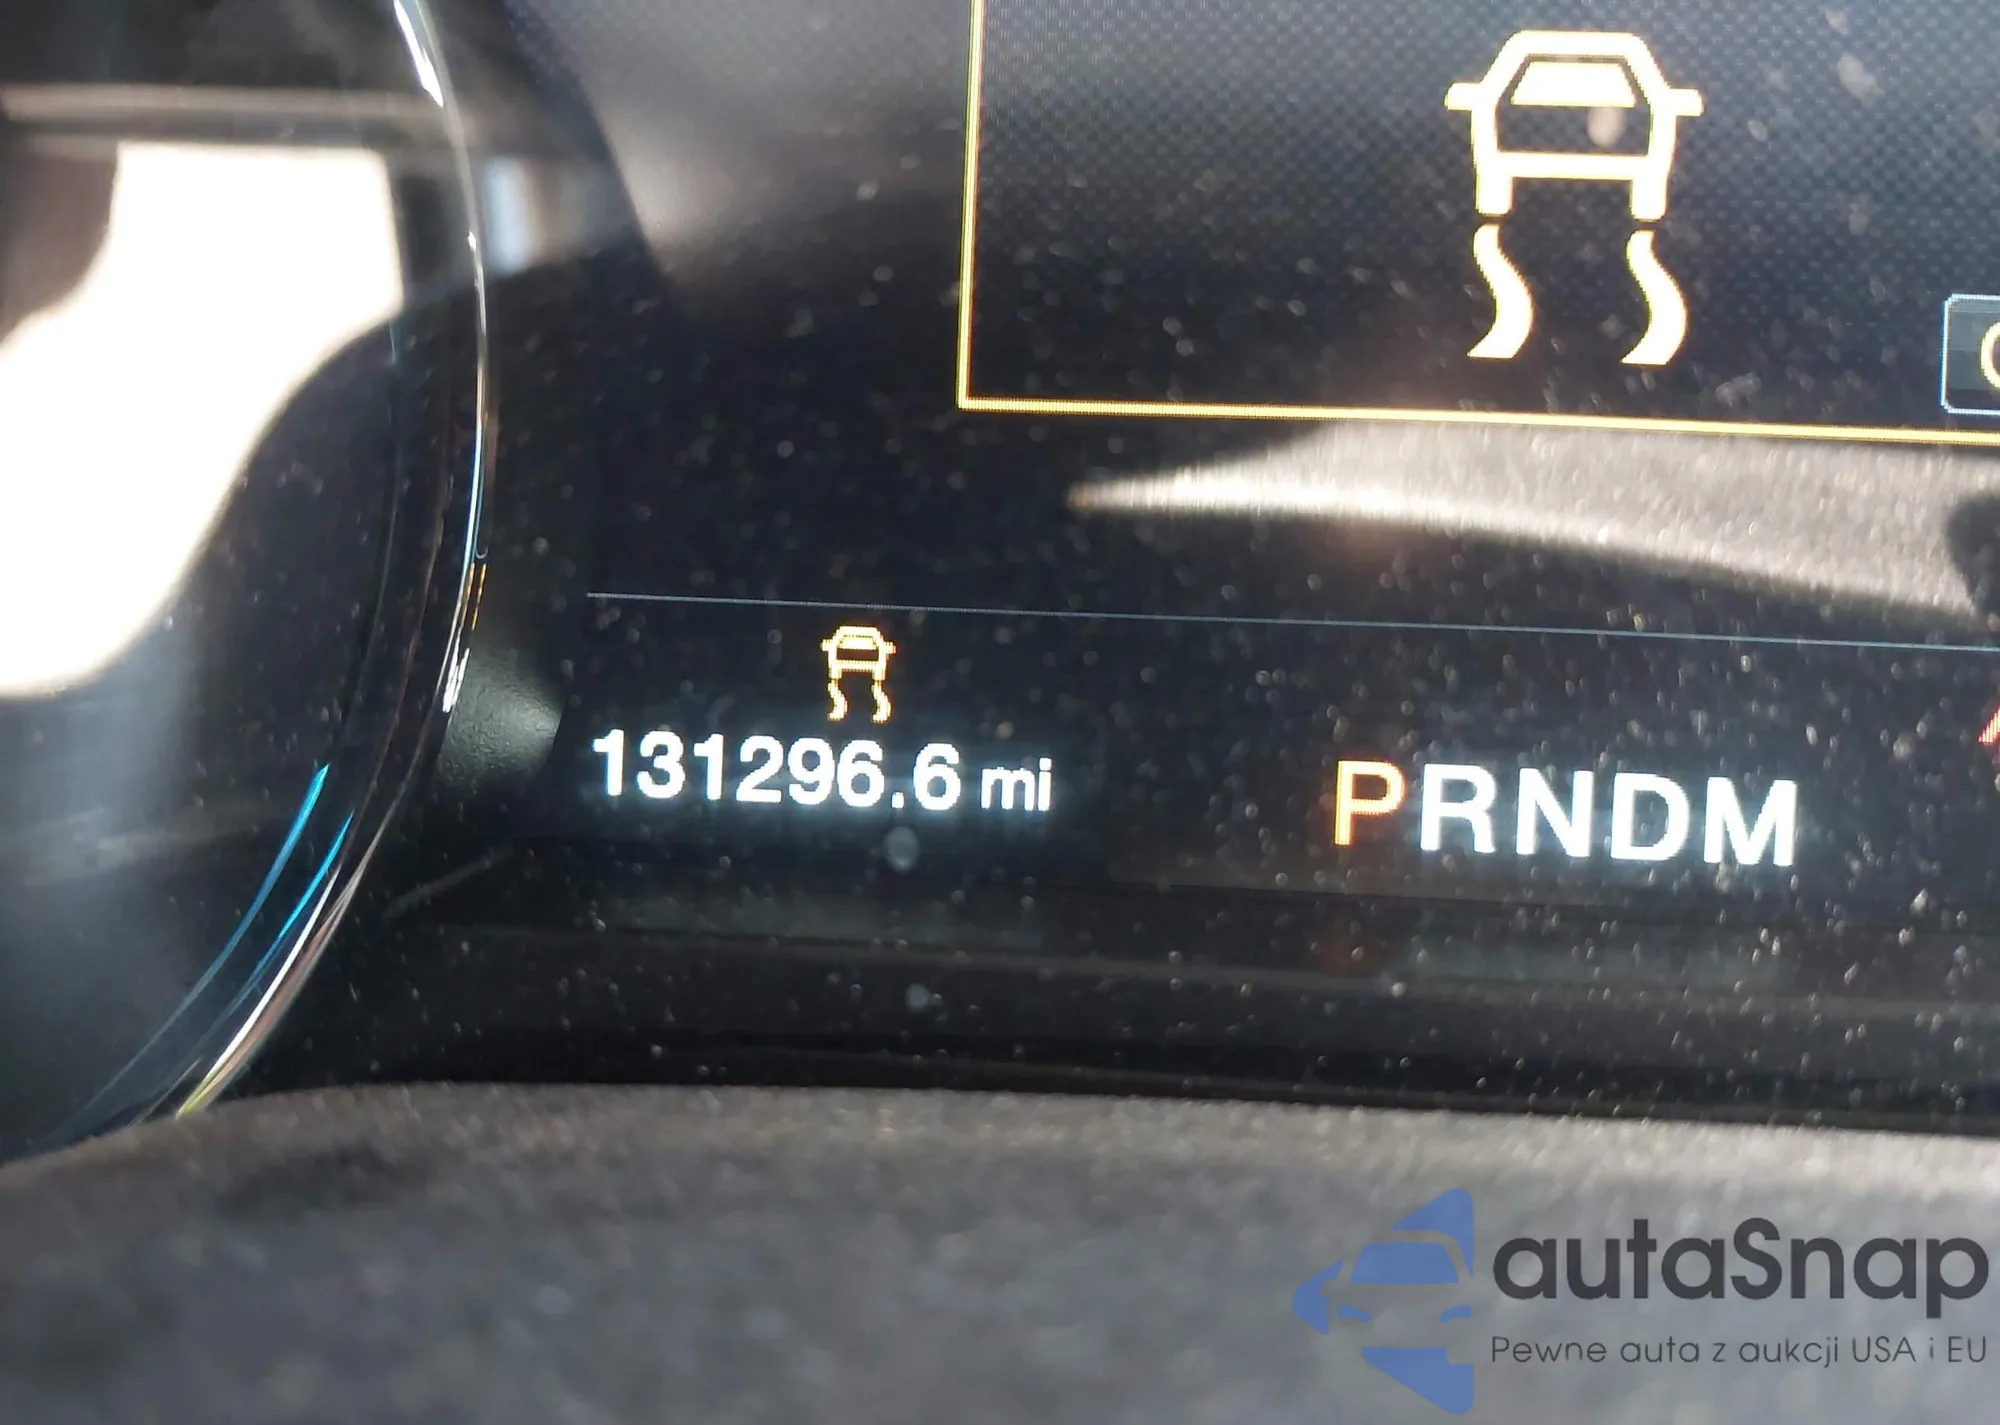 131296.6 mi
PRNDM
autaSnap
Pewne auta z aukcji USA i EU